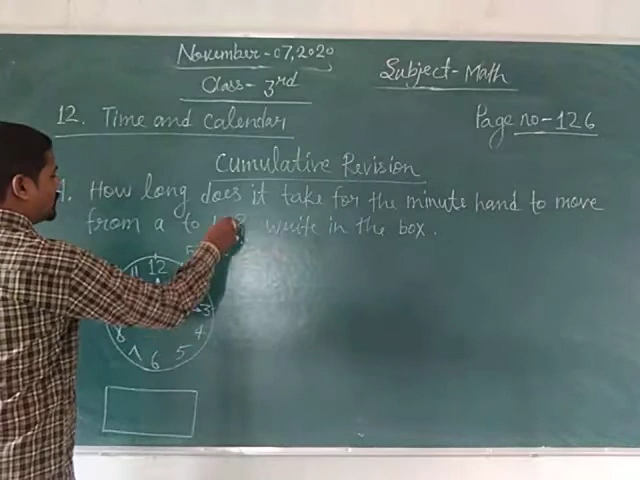 November-07,2020
Class- 3rd
Subject-Math
12. Time and Calendar
Page no-126
Cumulative Revision
1. How long does it take for the minute hand to move
from a to b? write in the box.
12
3
4
5
6
8